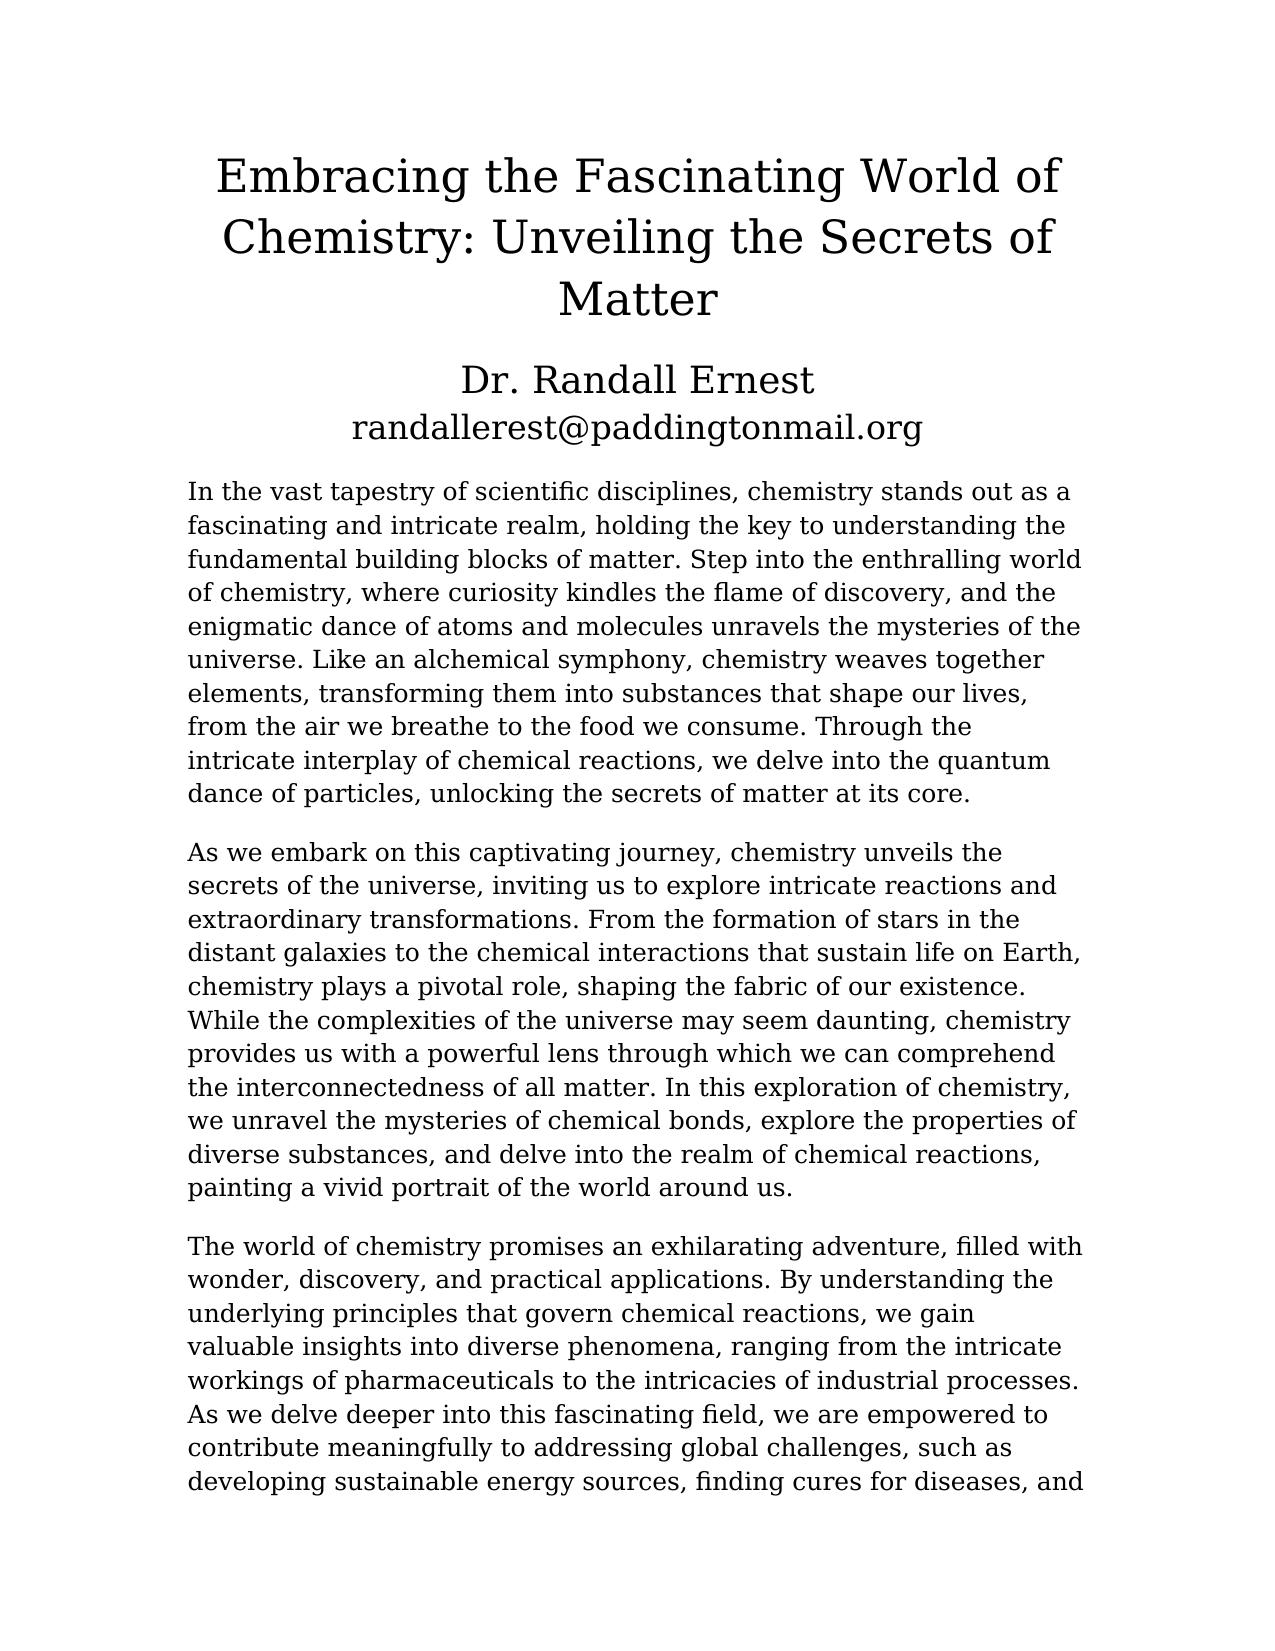 Embracing the Fascinating World of
Chemistry: Unveiling the Secrets of
Matter
Dr. Randall Ernest
randallerest@paddingtonmail.org
In the vast tapestry of scientific disciplines, chemistry stands out as a
fascinating and intricate realm, holding the key to understanding the
fundamental building blocks of matter. Step into the enthralling world
of chemistry, where curiosity kindles the flame of discovery, and the
enigmatic dance of atoms and molecules unravels the mysteries of the
universe. Like an alchemical symphony, chemistry weaves together
elements, transforming them into substances that shape our lives,
from the air we breathe to the food we consume. Through the
intricate interplay of chemical reactions, we delve into the quantum
dance of particles, unlocking the secrets of matter at its core.
As we embark on this captivating journey, chemistry unveils the
secrets of the universe, inviting us to explore intricate reactions and
extraordinary transformations. From the formation of stars in the
distant galaxies to the chemical interactions that sustain life on Earth,
chemistry plays a pivotal role, shaping the fabric of our existence.
While the complexities of the universe may seem daunting, chemistry
provides us with a powerful lens through which we can comprehend
the interconnectedness of all matter. In this exploration of chemistry,
we unravel the mysteries of chemical bonds, explore the properties of
diverse substances, and delve into the realm of chemical reactions,
painting a vivid portrait of the world around us.
The world of chemistry promises an exhilarating adventure, filled with
wonder, discovery, and practical applications. By understanding the
underlying principles that govern chemical reactions, we gain
valuable insights into diverse phenomena, ranging from the intricate
workings of pharmaceuticals to the intricacies of industrial processes.
As we delve deeper into this fascinating field, we are empowered to
contribute meaningfully to addressing global challenges, such as
developing sustainable energy sources, finding cures for diseases, and